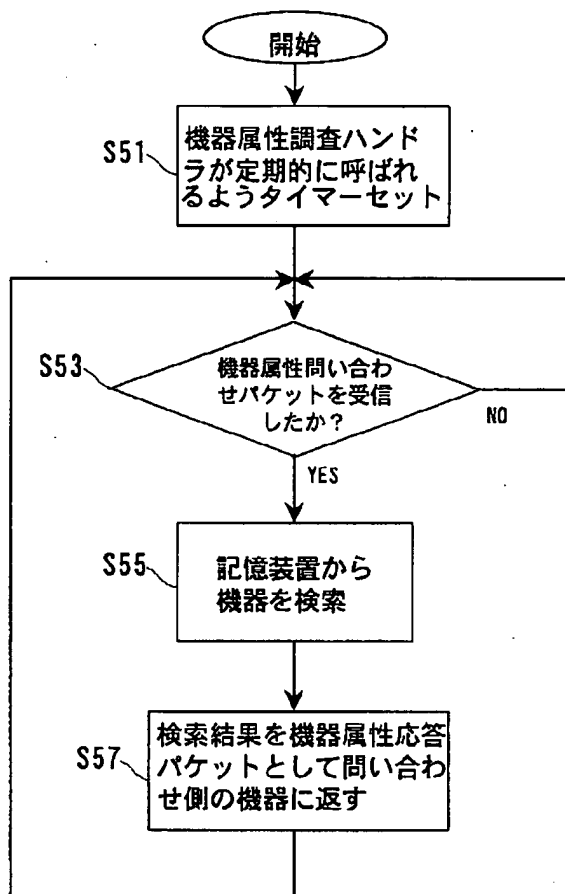 開始
S51
機器属性調査ハンド
ラが定期的に呼ばれ
るようタイマーセット
S53
機器属性問い合わ
せパケットを受信
したか？
NO
YES
S55
記憶装置から
機器を検索
S57
検索結果を機器属性応答
パケットとして問い合わ
せ側の機器に返す